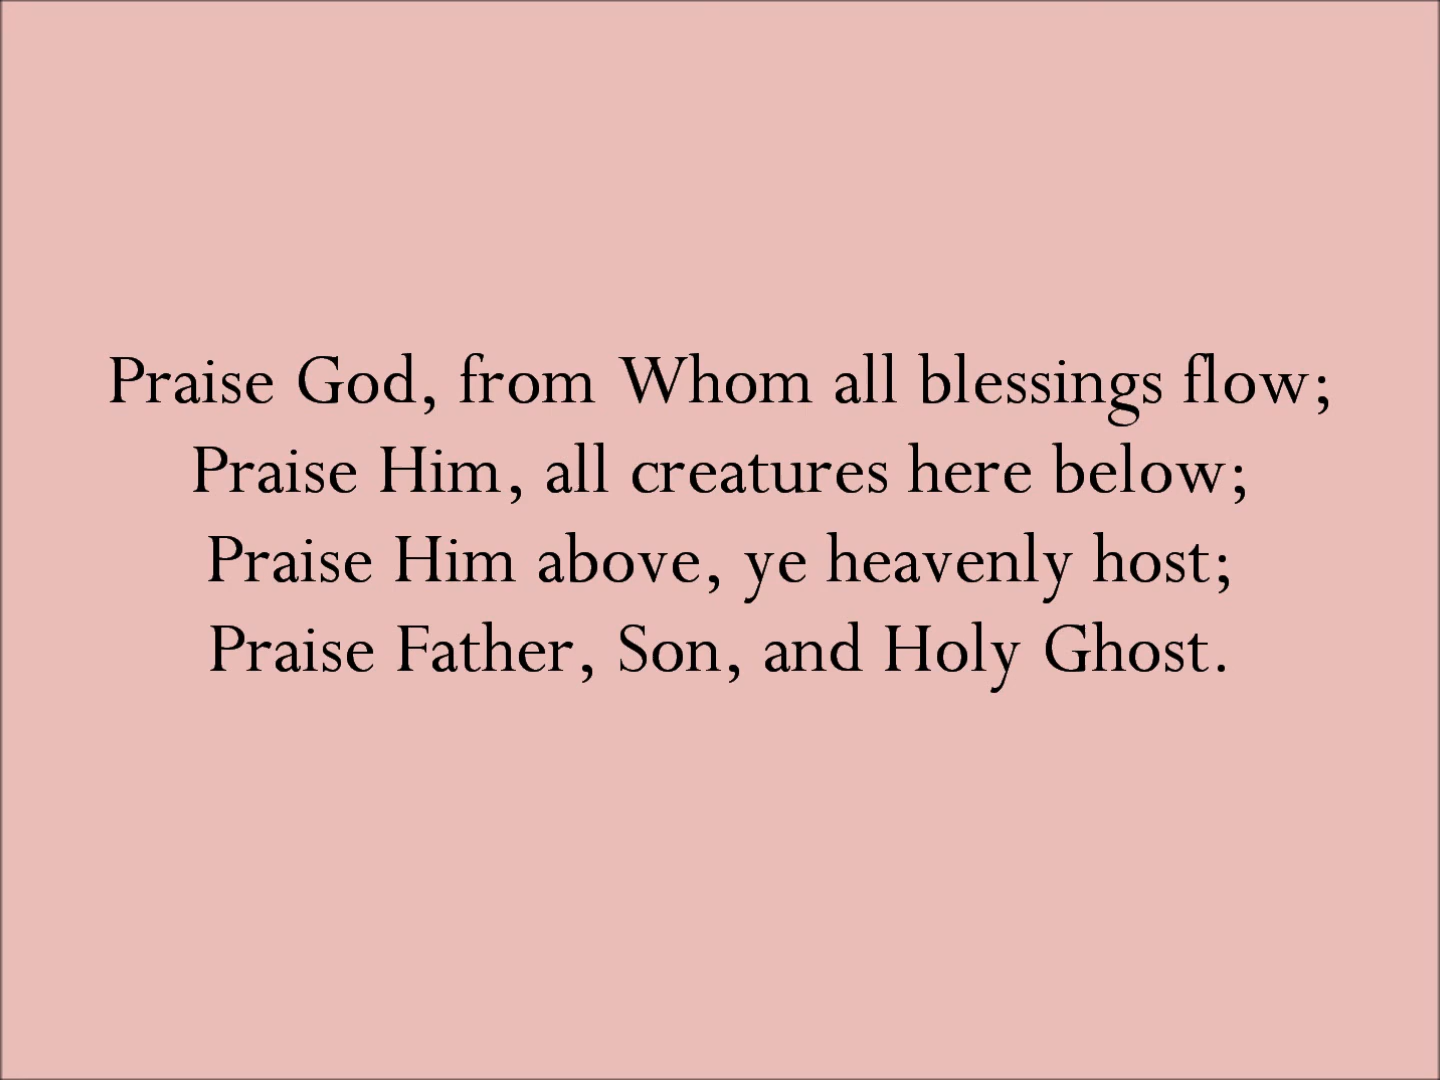 Praise God, from Whom all blessings flow;
Praise Him, all creatures here below;
Praise Him above, ye heavenly host;
Praise Father, Son, and Holy Ghost.